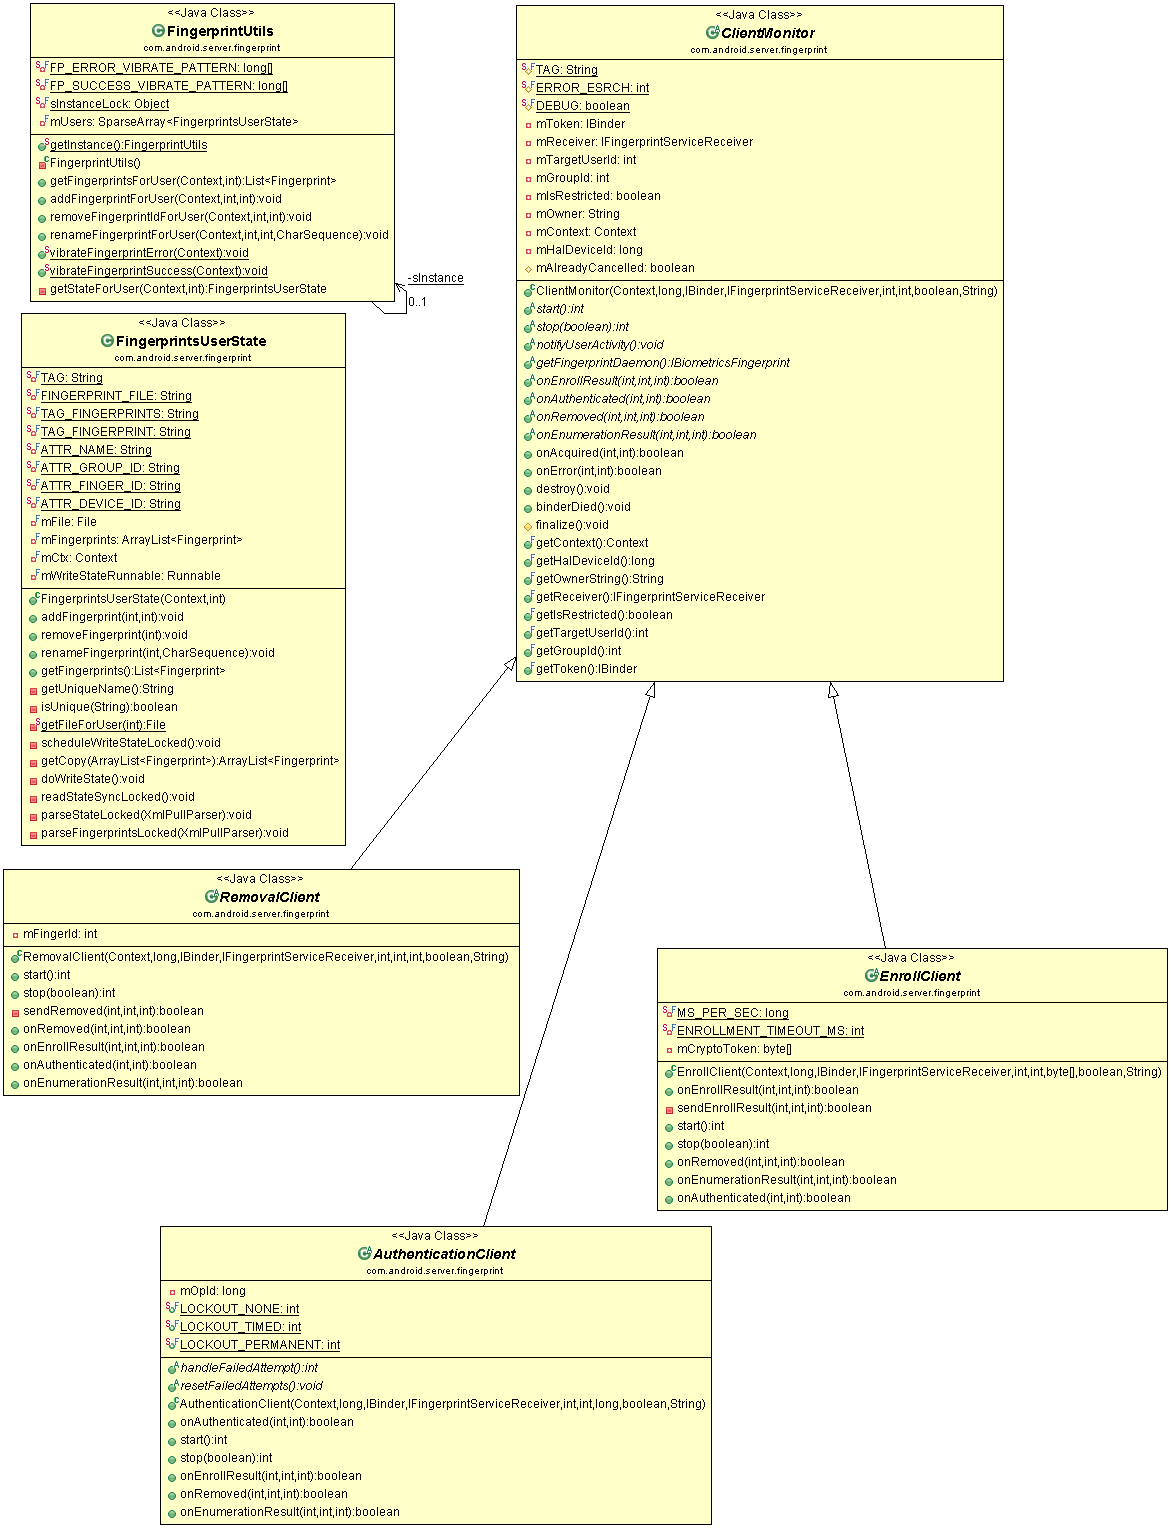 <<Java Class>>
FingerprintUtils
com.android.server.fingerprint
FP_ERROR_VIBRATE_PATTERN: long[]
FP_SUCCESS_VIBRATE_PATTERN: long[]
sInstanceLock: Object
mUsers: SparseArray<FingerprintsUserState>
getInstance():FingerprintUtils
FingerprintUtils()
getFingerprintsForUser(Context,int):List<Fingerprint>
addFingerprintForUser(Context,int,int):void
removeFingerprintIdForUser(Context,int,int):void
renameFingerprintForUser(Context,int,int,CharSequence):void
vibrateFingerprintError(Context):void
vibrateFingerprintSuccess(Context):void
getStateForUser(Context,int):FingerprintsUserState
-sInstance
0..1
<<Java Class>>
FingerprintsUserState
com.android.server.fingerprint
TAG: String
FINGERPRINT_FILE: String
TAG_FINGERPRINTS: String
TAG_FINGERPRINT: String
ATTR_NAME: String
ATTR_GROUP_ID: String
ATTR_FINGER_ID: String
ATTR_DEVICE_ID: String
mFile: File
mFingerprints: ArrayList<Fingerprint>
mCtx: Context
mWriteStateRunnable: Runnable
FingerprintsUserState(Context,int)
addFingerprint(int,int):void
removeFingerprint(int):void
renameFingerprint(int,CharSequence):void
getFingerprints():List<Fingerprint>
getUniqueName():String
isUnique(String):boolean
getFileForUser(int):File
scheduleWriteStateLocked():void
getCopy(ArrayList<Fingerprint>):ArrayList<Fingerprint>
doWriteState():void
readStateSyncLocked():void
parseStateLocked(XmlPullParser):void
parseFingerprintsLocked(XmlPullParser):void
<<Java Class>>
ClientMonitor
com.android.server.fingerprint
TAG: String
ERROR_ESRCH: int
DEBUG: boolean
mToken: IBinder
mReceiver: IFingerprintServiceReceiver
mTargetUserId: int
mGroupId: int
mIsRestricted: boolean
mOwner: String
mContext: Context
mHalDeviceId: long
mAlreadyCancelled: boolean
ClientMonitor(Context,long,IBinder,IFingerprintServiceReceiver,int,int,boolean,String)
start():int
stop(boolean):int
notifyUserActivity():void
getFingerprintDaemon():IBiometricsFingerprint
onEnrollResult(int,int,int):boolean
onAuthenticated(int,int):boolean
onRemoved(int,int,int):boolean
onEnumerationResult(int,int,int):boolean
onAcquired(int,int):boolean
onError(int,int):boolean
destroy():void
binderDied():void
finalize():void
getContext():Context
getHalDeviceId():long
getOwnerString():String
getReceiver():IFingerprintServiceReceiver
getIsRestricted():boolean
getTargetUserId():int
getGroupId():int
getToken():IBinder
<<Java Class>>
RemovalClient
com.android.server.fingerprint
mFingerId: int
RemovalClient(Context,long,IBinder,IFingerprintServiceReceiver,int,int,int,boolean,String)
start():int
stop(boolean):int
sendRemoved(int,int,int):boolean
onRemoved(int,int,int):boolean
onEnrollResult(int,int,int):boolean
onAuthenticated(int,int):boolean
onEnumerationResult(int,int,int):boolean
<<Java Class>>
EnrollClient
com.android.server.fingerprint
MS_PER_SEC: long
ENROLLMENT_TIMEOUT_MS: int
mCryptoToken: byte[]
EnrollClient(Context,long,IBinder,IFingerprintServiceReceiver,int,int,byte[],boolean,String)
onEnrollResult(int,int,int):boolean
sendEnrollResult(int,int,int):boolean
start():int
stop(boolean):int
onRemoved(int,int,int):boolean
onEnumerationResult(int,int,int):boolean
onAuthenticated(int,int):boolean
<<Java Class>>
AuthenticationClient
com.android.server.fingerprint
mOpId: long
LOCKOUT_NONE: int
LOCKOUT_TIMED: int
LOCKOUT_PERMANENT: int
handleFailedAttempt():int
resetFailedAttempts():void
AuthenticationClient(Context,long,IBinder,IFingerprintServiceReceiver,int,int,long,boolean,String)
onAuthenticated(int,int):boolean
start():int
stop(boolean):int
onEnrollResult(int,int,int):boolean
onRemoved(int,int,int):boolean
onEnumerationResult(int,int,int):boolean